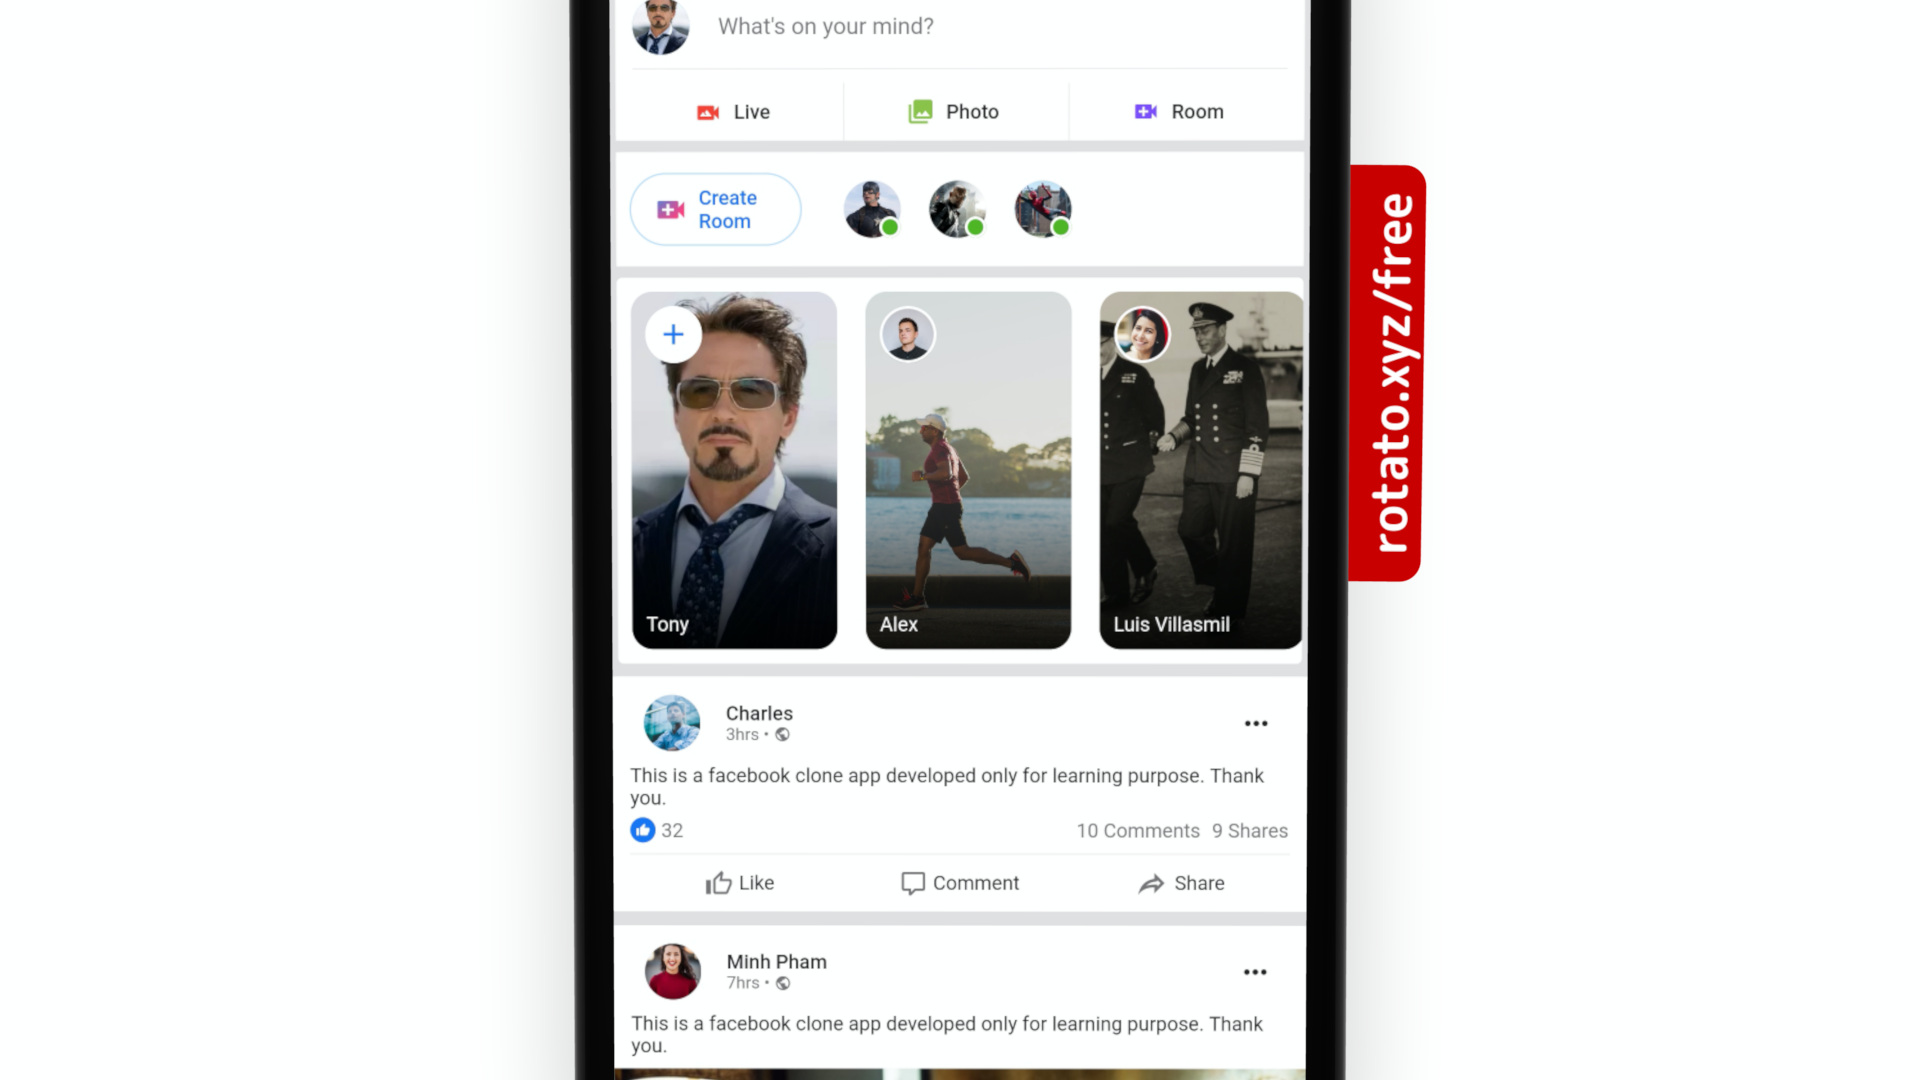 What's on your mind?
Live
Photo
Room
Create
Room
Tony
Alex
Luis Villasmil
Charles
3hrs •
This is a facebook clone app developed only for learning purpose. Thank
you.
32
10 Comments 9 Shares
Like
Comment
Share
Minh Pham
7hrs •
This is a facebook clone app developed only for learning purpose. Thank
you.
rotato.xyz/free